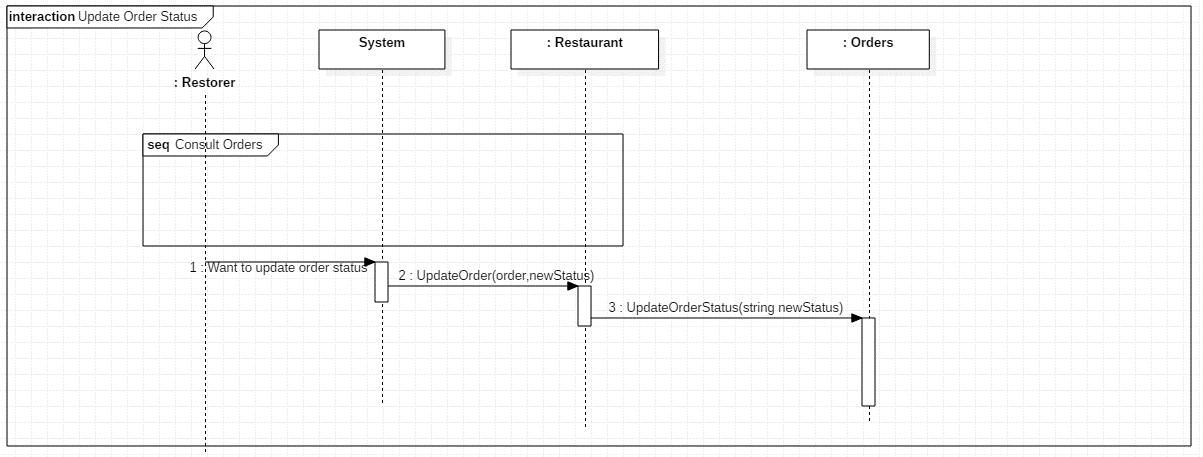 interaction Update Order Status
System
: Restaurant
: Orders
: Restorer
seq Consult Orders
1 : Want to update order status
2 : UpdateOrder(order,newStatus)
3 : UpdateOrderStatus(string newStatus)